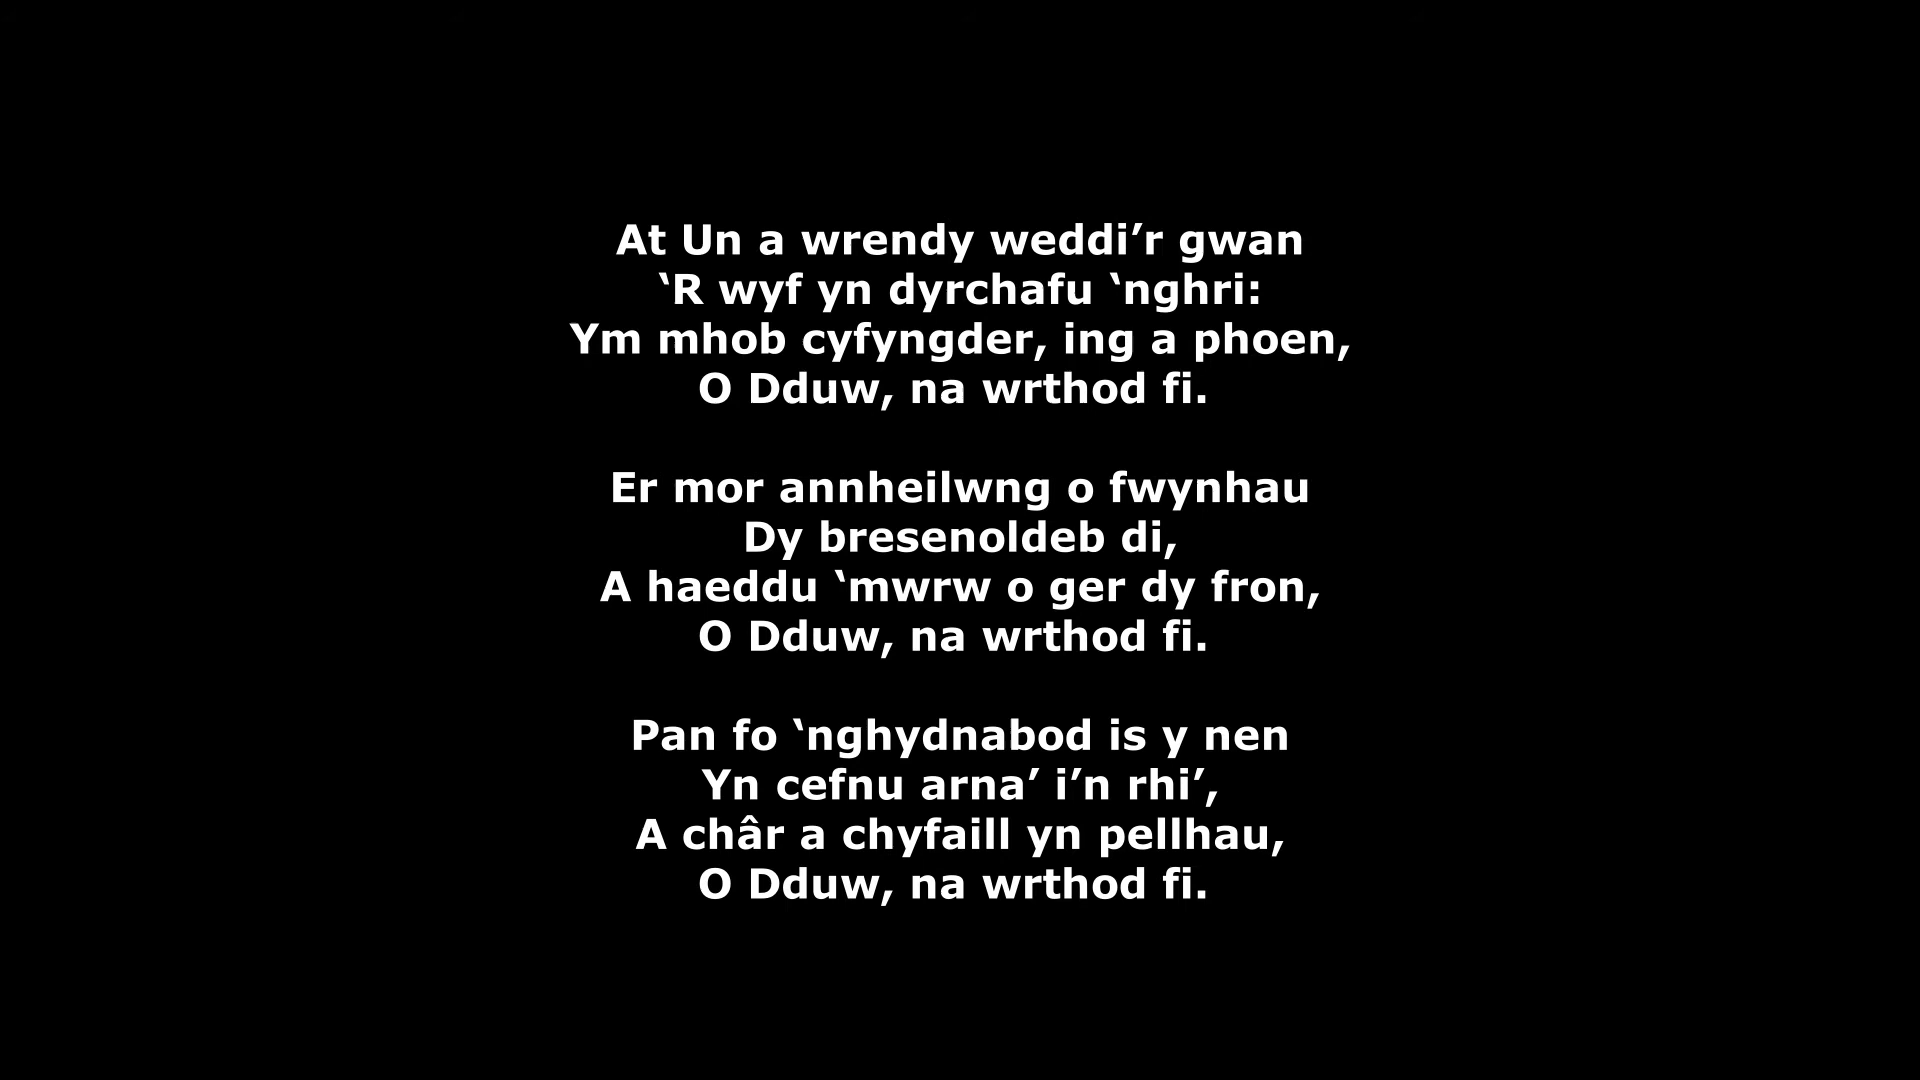 At Un a wrendy weddi’r gwan
‘R wyf yn dyrchafu ‘nghri:
Ym mhob cyfyngder, ing a phoen,
O Dduw, na wrthod fi.

Er mor annheilwng o fwynhau
Dy bresenoldeb di,
A haeddu ‘mwrw o ger dy fron,
O Dduw, na wrthod fi.

Pan fo ‘nghydnabod is y nen
Yn cefnu arna’ i’n rhi’,
A châr a chyfaill yn pellhau,
O Dduw, na wrthod fi.